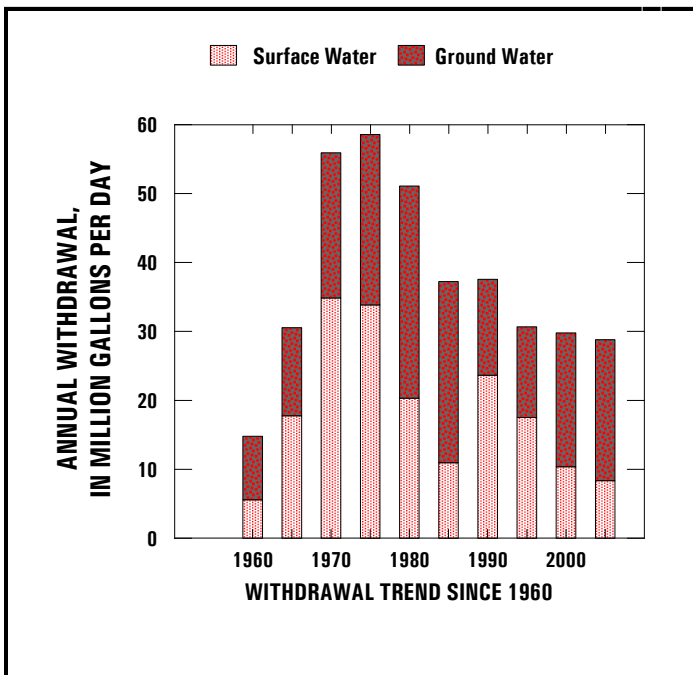 Surface Water Ground Water
ANNUAL WITHDRAWAL,
IN MILLION GALLONS PER DAY
60
50
40
30
20
10
0
1960 1970 1980 1990 2000
WITHDRAWAL TREND SINCE 1960